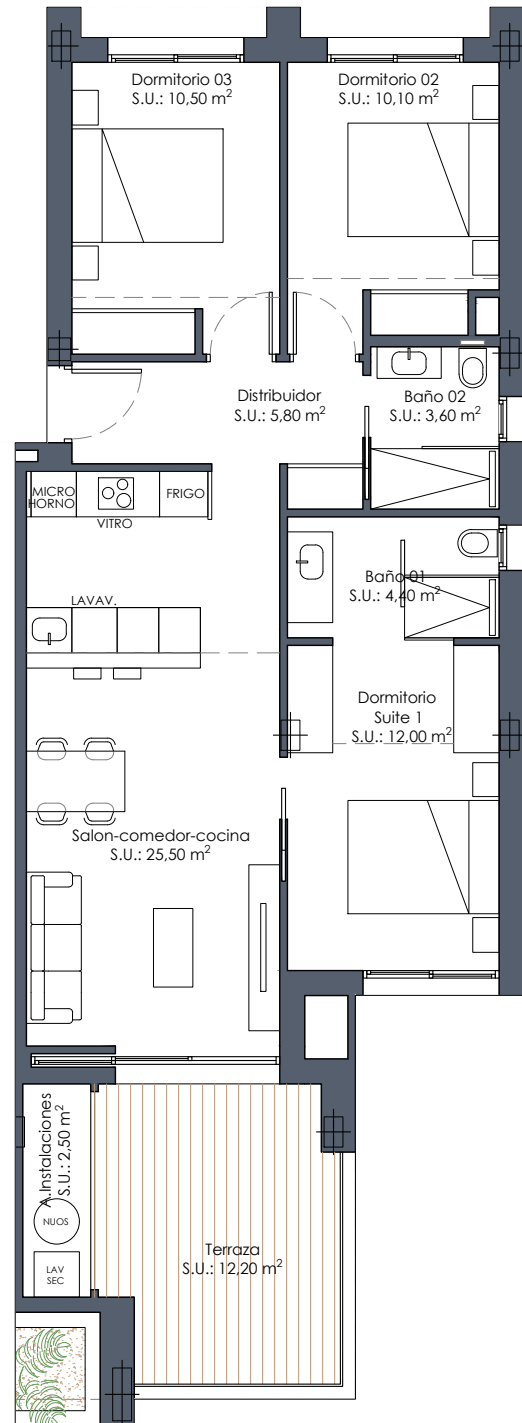 Dormitorio 03
S.U.: 10,50 m²
Dormitorio 02
S.U.: 10,10 m²
Distribuidor
S.U.: 5,80 m²
Baño 02
S.U.: 3,60 m²
MICRO
HORNO
VITRO
FRIGO
Baño 01
S.U.: 4,40 m²
LAVAV.
Dormitorio
Suite 1
S.U.: 12,00 m²
Salon-comedor-cocina
S.U.: 25,50 m²
A.Instalaciones
S.U.: 2,50 m²
NUOS
LAV
SEC
Terraza
S.U.: 12,20 m²